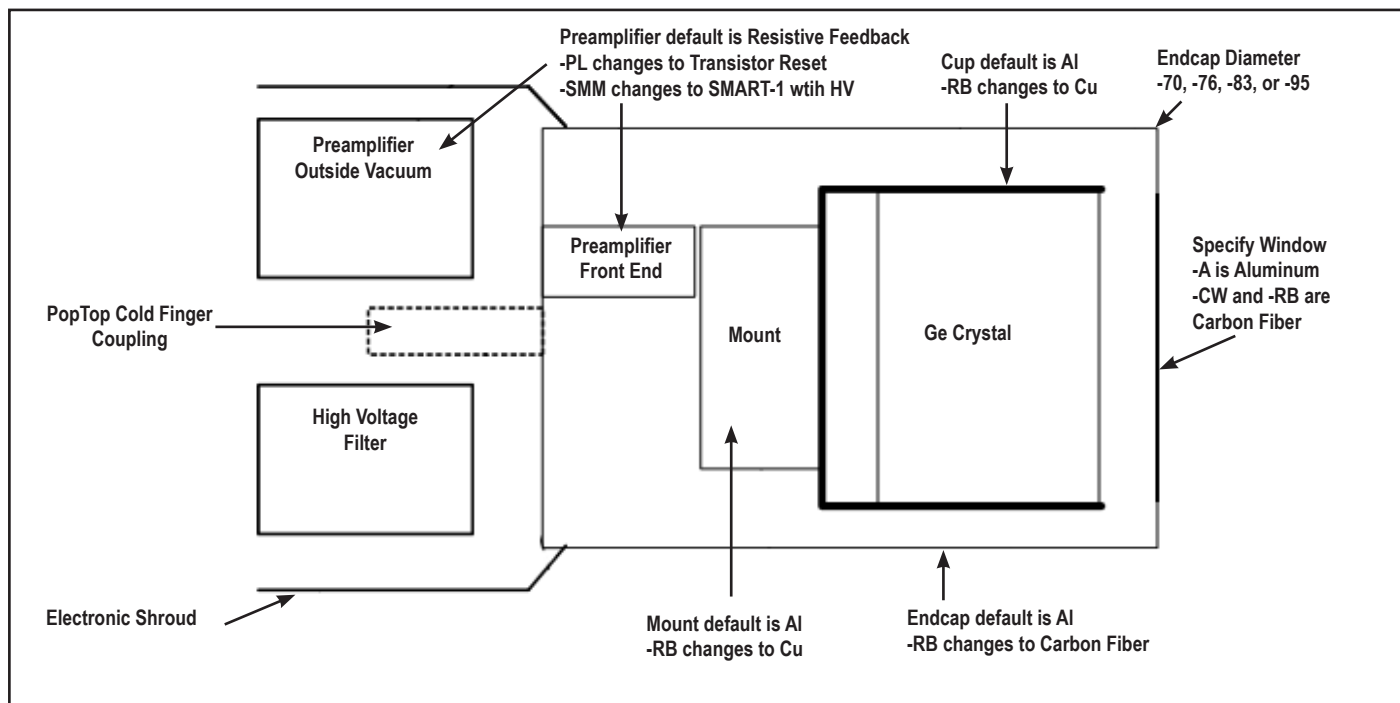 Preamplifier default is Resistive Feedback
-PL changes to Transistor Reset
-SMM changes to SMART-1 wtih HV
Cup default is Al
-RB changes to Cu
Endcap Diameter
-70, -76, -83, or -95
Preamplifier
Outside Vacuum
Preamplifier
Front End
Specify Window
-A is Aluminum
-CW and -RB are
Carbon Fiber
PopTop Cold Finger
Coupling
Mount
Ge Crystal
High Voltage
Filter
Electronic Shroud
Mount default is Al
-RB changes to Cu
Endcap default is Al
-RB changes to Carbon Fiber